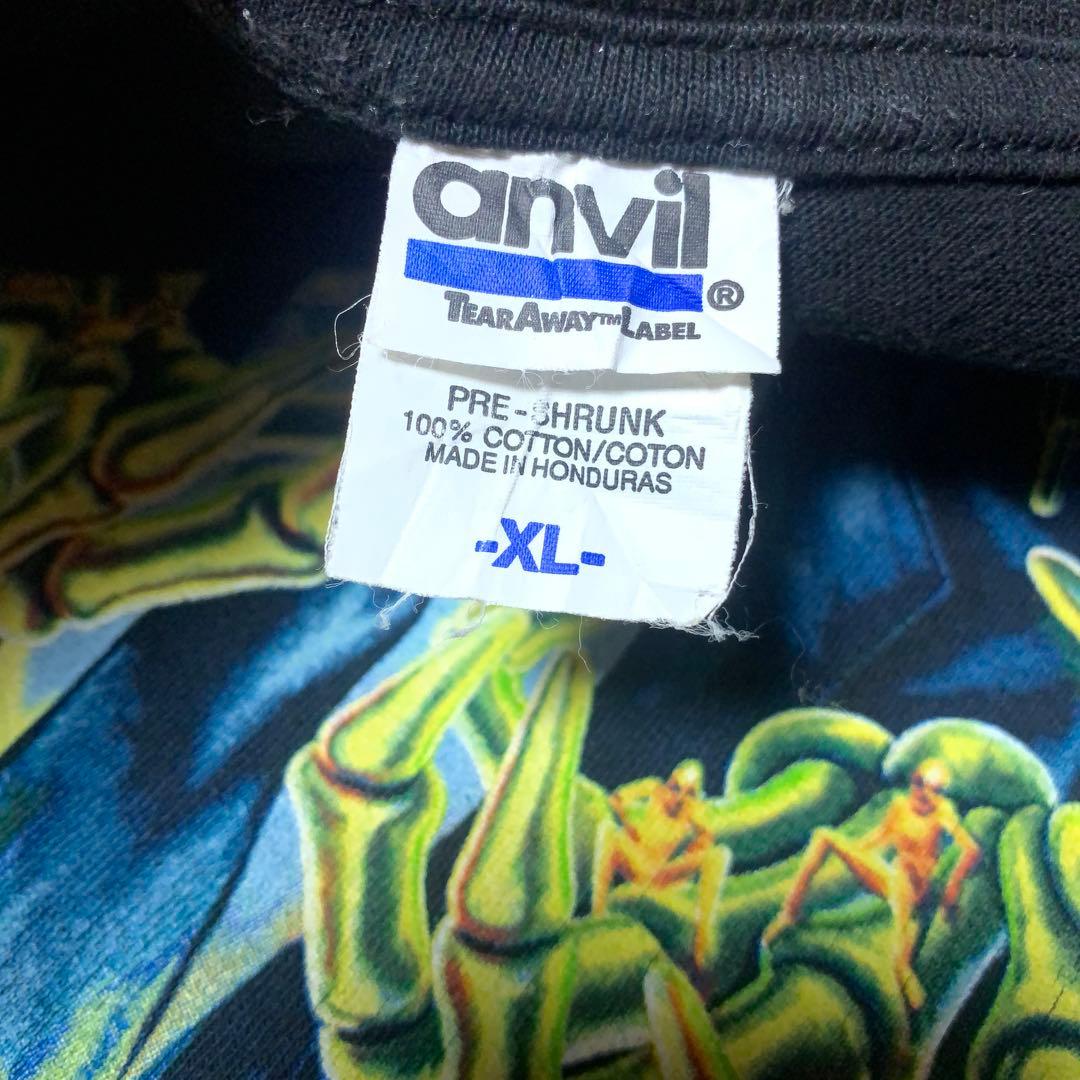 anvil®
TEARAWAY™LABEL
PRE-SHRUNK
100% COTTON/COTON
MADE IN HONDURAS
-XL-